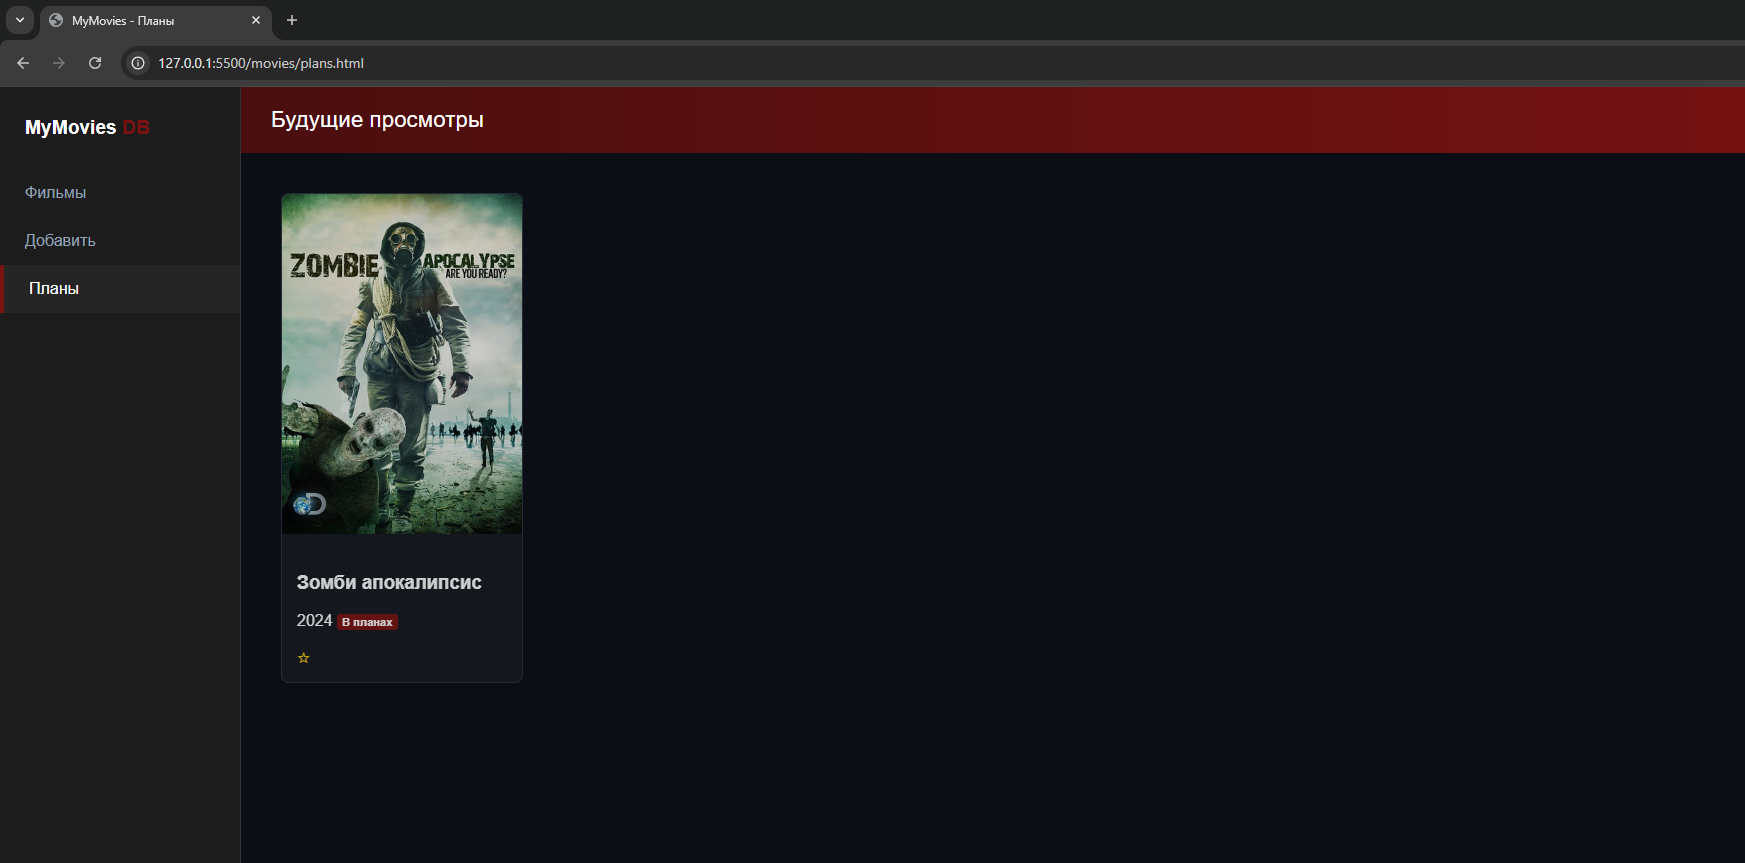 MyMovies - Планы
127.0.0.1:5500/movies/plans.html
MyMovies DB
Фильмы
Добавить
Планы
Будущие просмотры
ZOMBIE APOCALYPSE
ARE YOU READY?
D
Зомби апокалипсис
2024 В планах